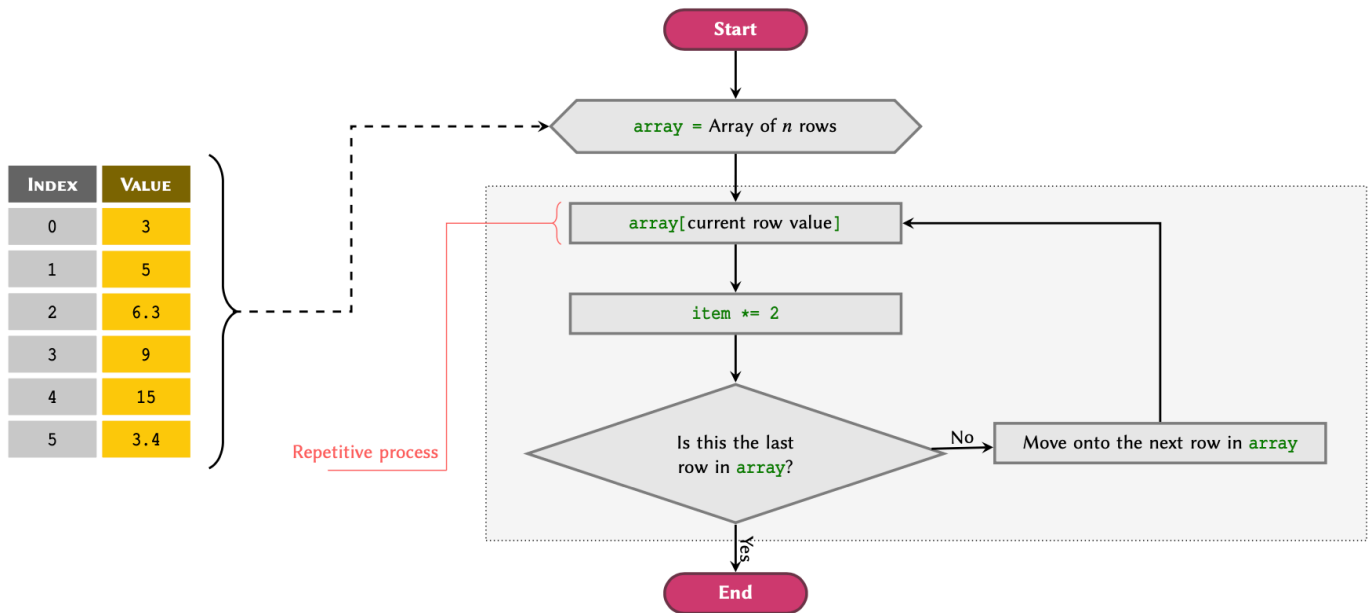 Start
array = Array of n rows
INDEX VALUE
0 3
1 5
2 6.3
3 9
4 15
5 3.4
array[current row value]
item *= 2
Repetitive process
Is this the last
row in array?
No
Move onto the next row in array
Yes
End